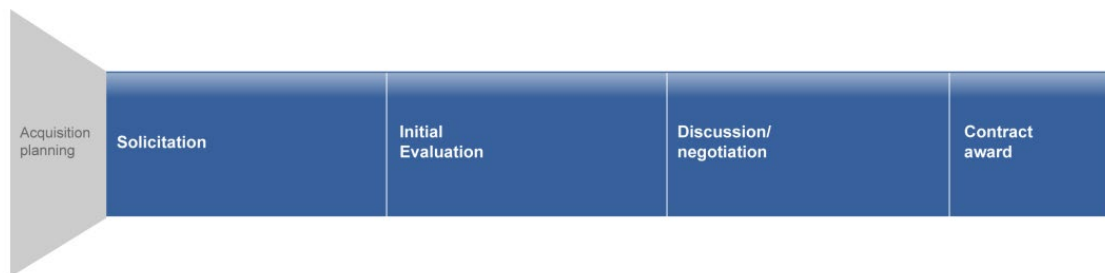 Acquisition
planning
Solicitation
Initial
Evaluation
Discussion/
negotiation
Contract
award